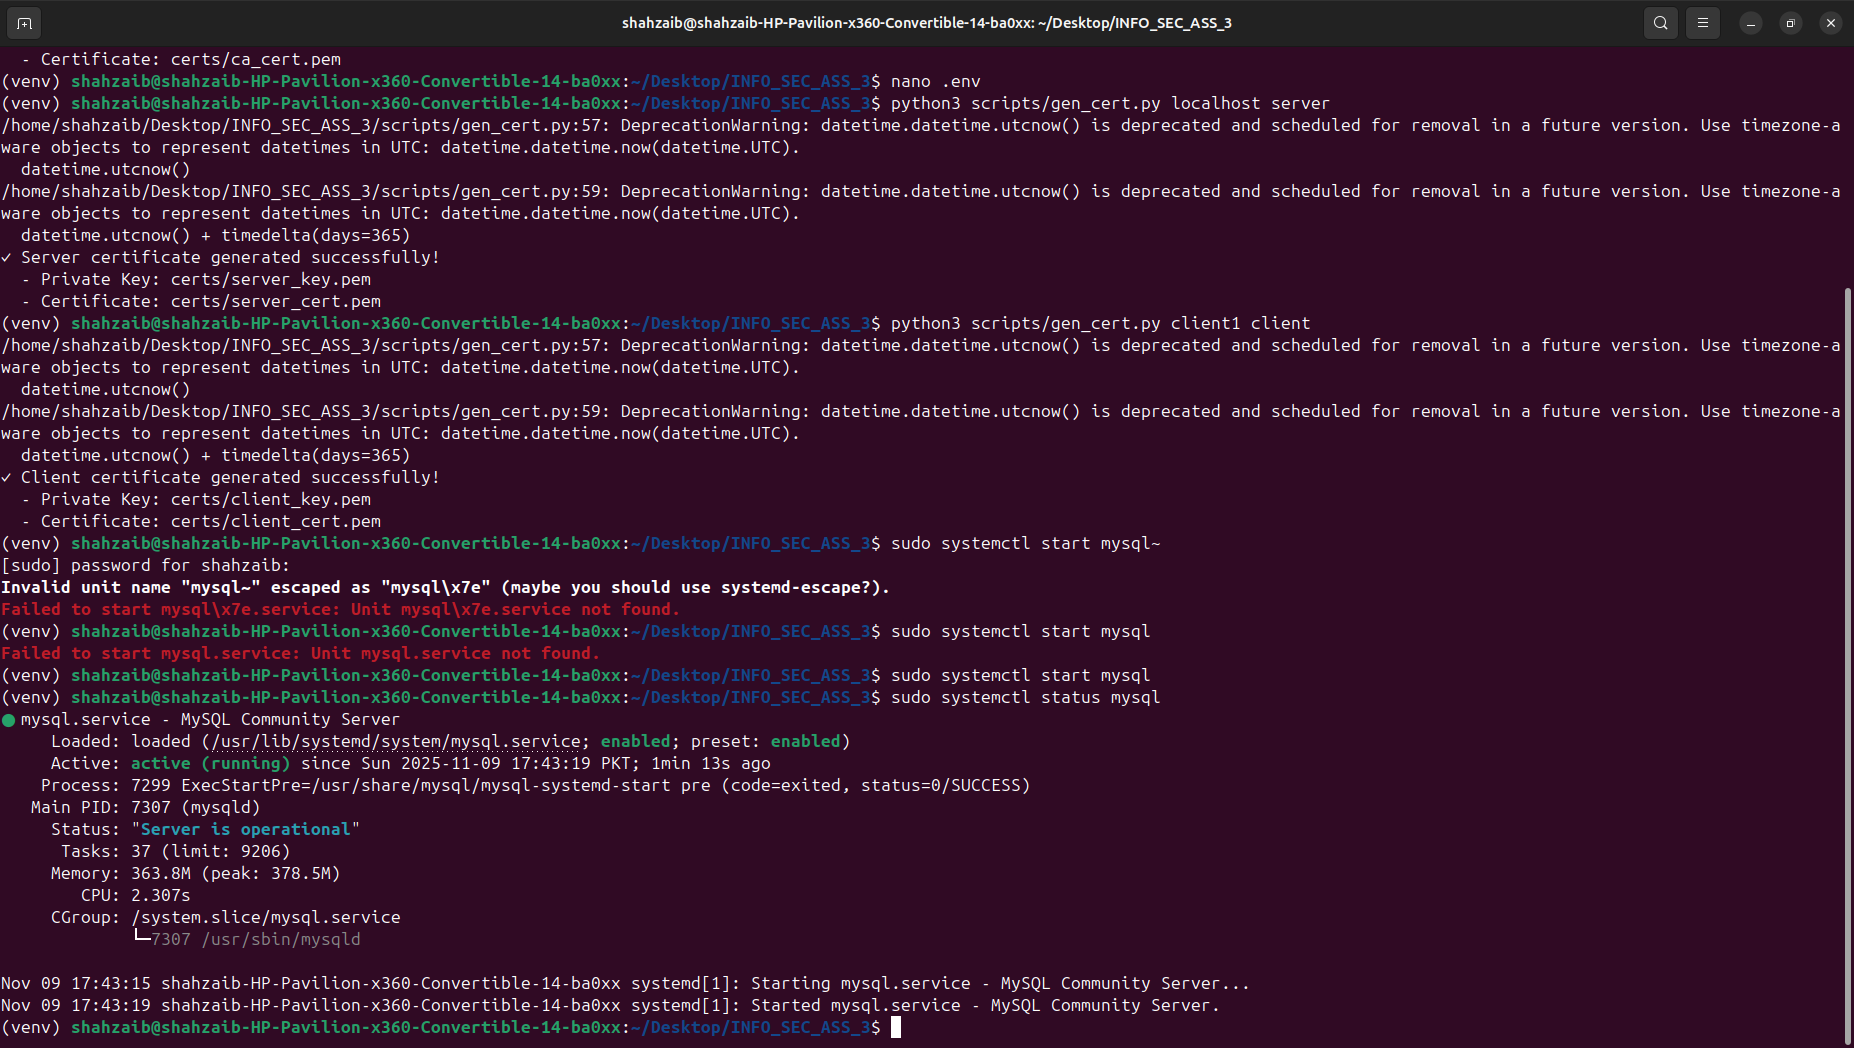 shahzaib@shahzaib-HP-Pavilion-x360-Convertible-14-ba0xx: ~/Desktop/INFO_SEC_ASS_3
  - Certificate: certs/ca_cert.pem
(venv) shahzaib@shahzaib-HP-Pavilion-x360-Convertible-14-ba0xx:~/Desktop/INFO_SEC_ASS_3$ nano .env
(venv) shahzaib@shahzaib-HP-Pavilion-x360-Convertible-14-ba0xx:~/Desktop/INFO_SEC_ASS_3$ python3 scripts/gen_cert.py localhost server
/home/shahzaib/Desktop/INFO_SEC_ASS_3/scripts/gen_cert.py:57: DeprecationWarning: datetime.datetime.utcnow() is deprecated and scheduled for removal in a future version. Use timezone-a
ware objects to represent datetimes in UTC: datetime.datetime.now(datetime.UTC).
  datetime.utcnow()
/home/shahzaib/Desktop/INFO_SEC_ASS_3/scripts/gen_cert.py:59: DeprecationWarning: datetime.datetime.utcnow() is deprecated and scheduled for removal in a future version. Use timezone-a
ware objects to represent datetimes in UTC: datetime.datetime.now(datetime.UTC).
  datetime.utcnow() + timedelta(days=365)
✓ Server certificate generated successfully!
  - Private Key: certs/server_key.pem
  - Certificate: certs/server_cert.pem
(venv) shahzaib@shahzaib-HP-Pavilion-x360-Convertible-14-ba0xx:~/Desktop/INFO_SEC_ASS_3$ python3 scripts/gen_cert.py client1 client
/home/shahzaib/Desktop/INFO_SEC_ASS_3/scripts/gen_cert.py:57: DeprecationWarning: datetime.datetime.utcnow() is deprecated and scheduled for removal in a future version. Use timezone-a
ware objects to represent datetimes in UTC: datetime.datetime.now(datetime.UTC).
  datetime.utcnow()
/home/shahzaib/Desktop/INFO_SEC_ASS_3/scripts/gen_cert.py:59: DeprecationWarning: datetime.datetime.utcnow() is deprecated and scheduled for removal in a future version. Use timezone-a
ware objects to represent datetimes in UTC: datetime.datetime.now(datetime.UTC).
  datetime.utcnow() + timedelta(days=365)
✓ Client certificate generated successfully!
  - Private Key: certs/client_key.pem
  - Certificate: certs/client_cert.pem
(venv) shahzaib@shahzaib-HP-Pavilion-x360-Convertible-14-ba0xx:~/Desktop/INFO_SEC_ASS_3$ sudo systemctl start mysql~
[sudo] password for shahzaib:
Invalid unit name "mysql~" escaped as "mysql\x7e" (maybe you should use systemd-escape?).
Failed to start mysql\x7e.service: Unit mysql\x7e.service not found.
(venv) shahzaib@shahzaib-HP-Pavilion-x360-Convertible-14-ba0xx:~/Desktop/INFO_SEC_ASS_3$ sudo systemctl start mysql
Failed to start mysql.service: Unit mysql.service not found.
(venv) shahzaib@shahzaib-HP-Pavilion-x360-Convertible-14-ba0xx:~/Desktop/INFO_SEC_ASS_3$ sudo systemctl start mysql
(venv) shahzaib@shahzaib-HP-Pavilion-x360-Convertible-14-ba0xx:~/Desktop/INFO_SEC_ASS_3$ sudo systemctl status mysql
● mysql.service - MySQL Community Server
     Loaded: loaded (/usr/lib/systemd/system/mysql.service; enabled; preset: enabled)
     Active: active (running) since Sun 2025-11-09 17:43:19 PKT; 1min 13s ago
    Process: 7299 ExecStartPre=/usr/share/mysql/mysql-systemd-start pre (code=exited, status=0/SUCCESS)
   Main PID: 7307 (mysqld)
     Status: "Server is operational"
      Tasks: 37 (limit: 9206)
     Memory: 363.8M (peak: 378.5M)
        CPU: 2.307s
     CGroup: /system.slice/mysql.service
             └─7307 /usr/sbin/mysqld
Nov 09 17:43:15 shahzaib-HP-Pavilion-x360-Convertible-14-ba0xx systemd[1]: Starting mysql.service - MySQL Community Server...
Nov 09 17:43:19 shahzaib-HP-Pavilion-x360-Convertible-14-ba0xx systemd[1]: Started mysql.service - MySQL Community Server.
(venv) shahzaib@shahzaib-HP-Pavilion-x360-Convertible-14-ba0xx:~/Desktop/INFO_SEC_ASS_3$